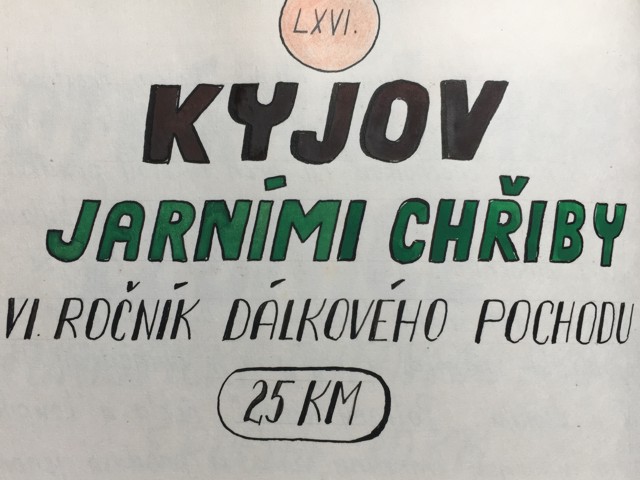 LXVI.
KYJOV
JARNÍMI CHŘIBY
VI. ROČNÍK DÁLKOVÉHO POCHODU
25 KM